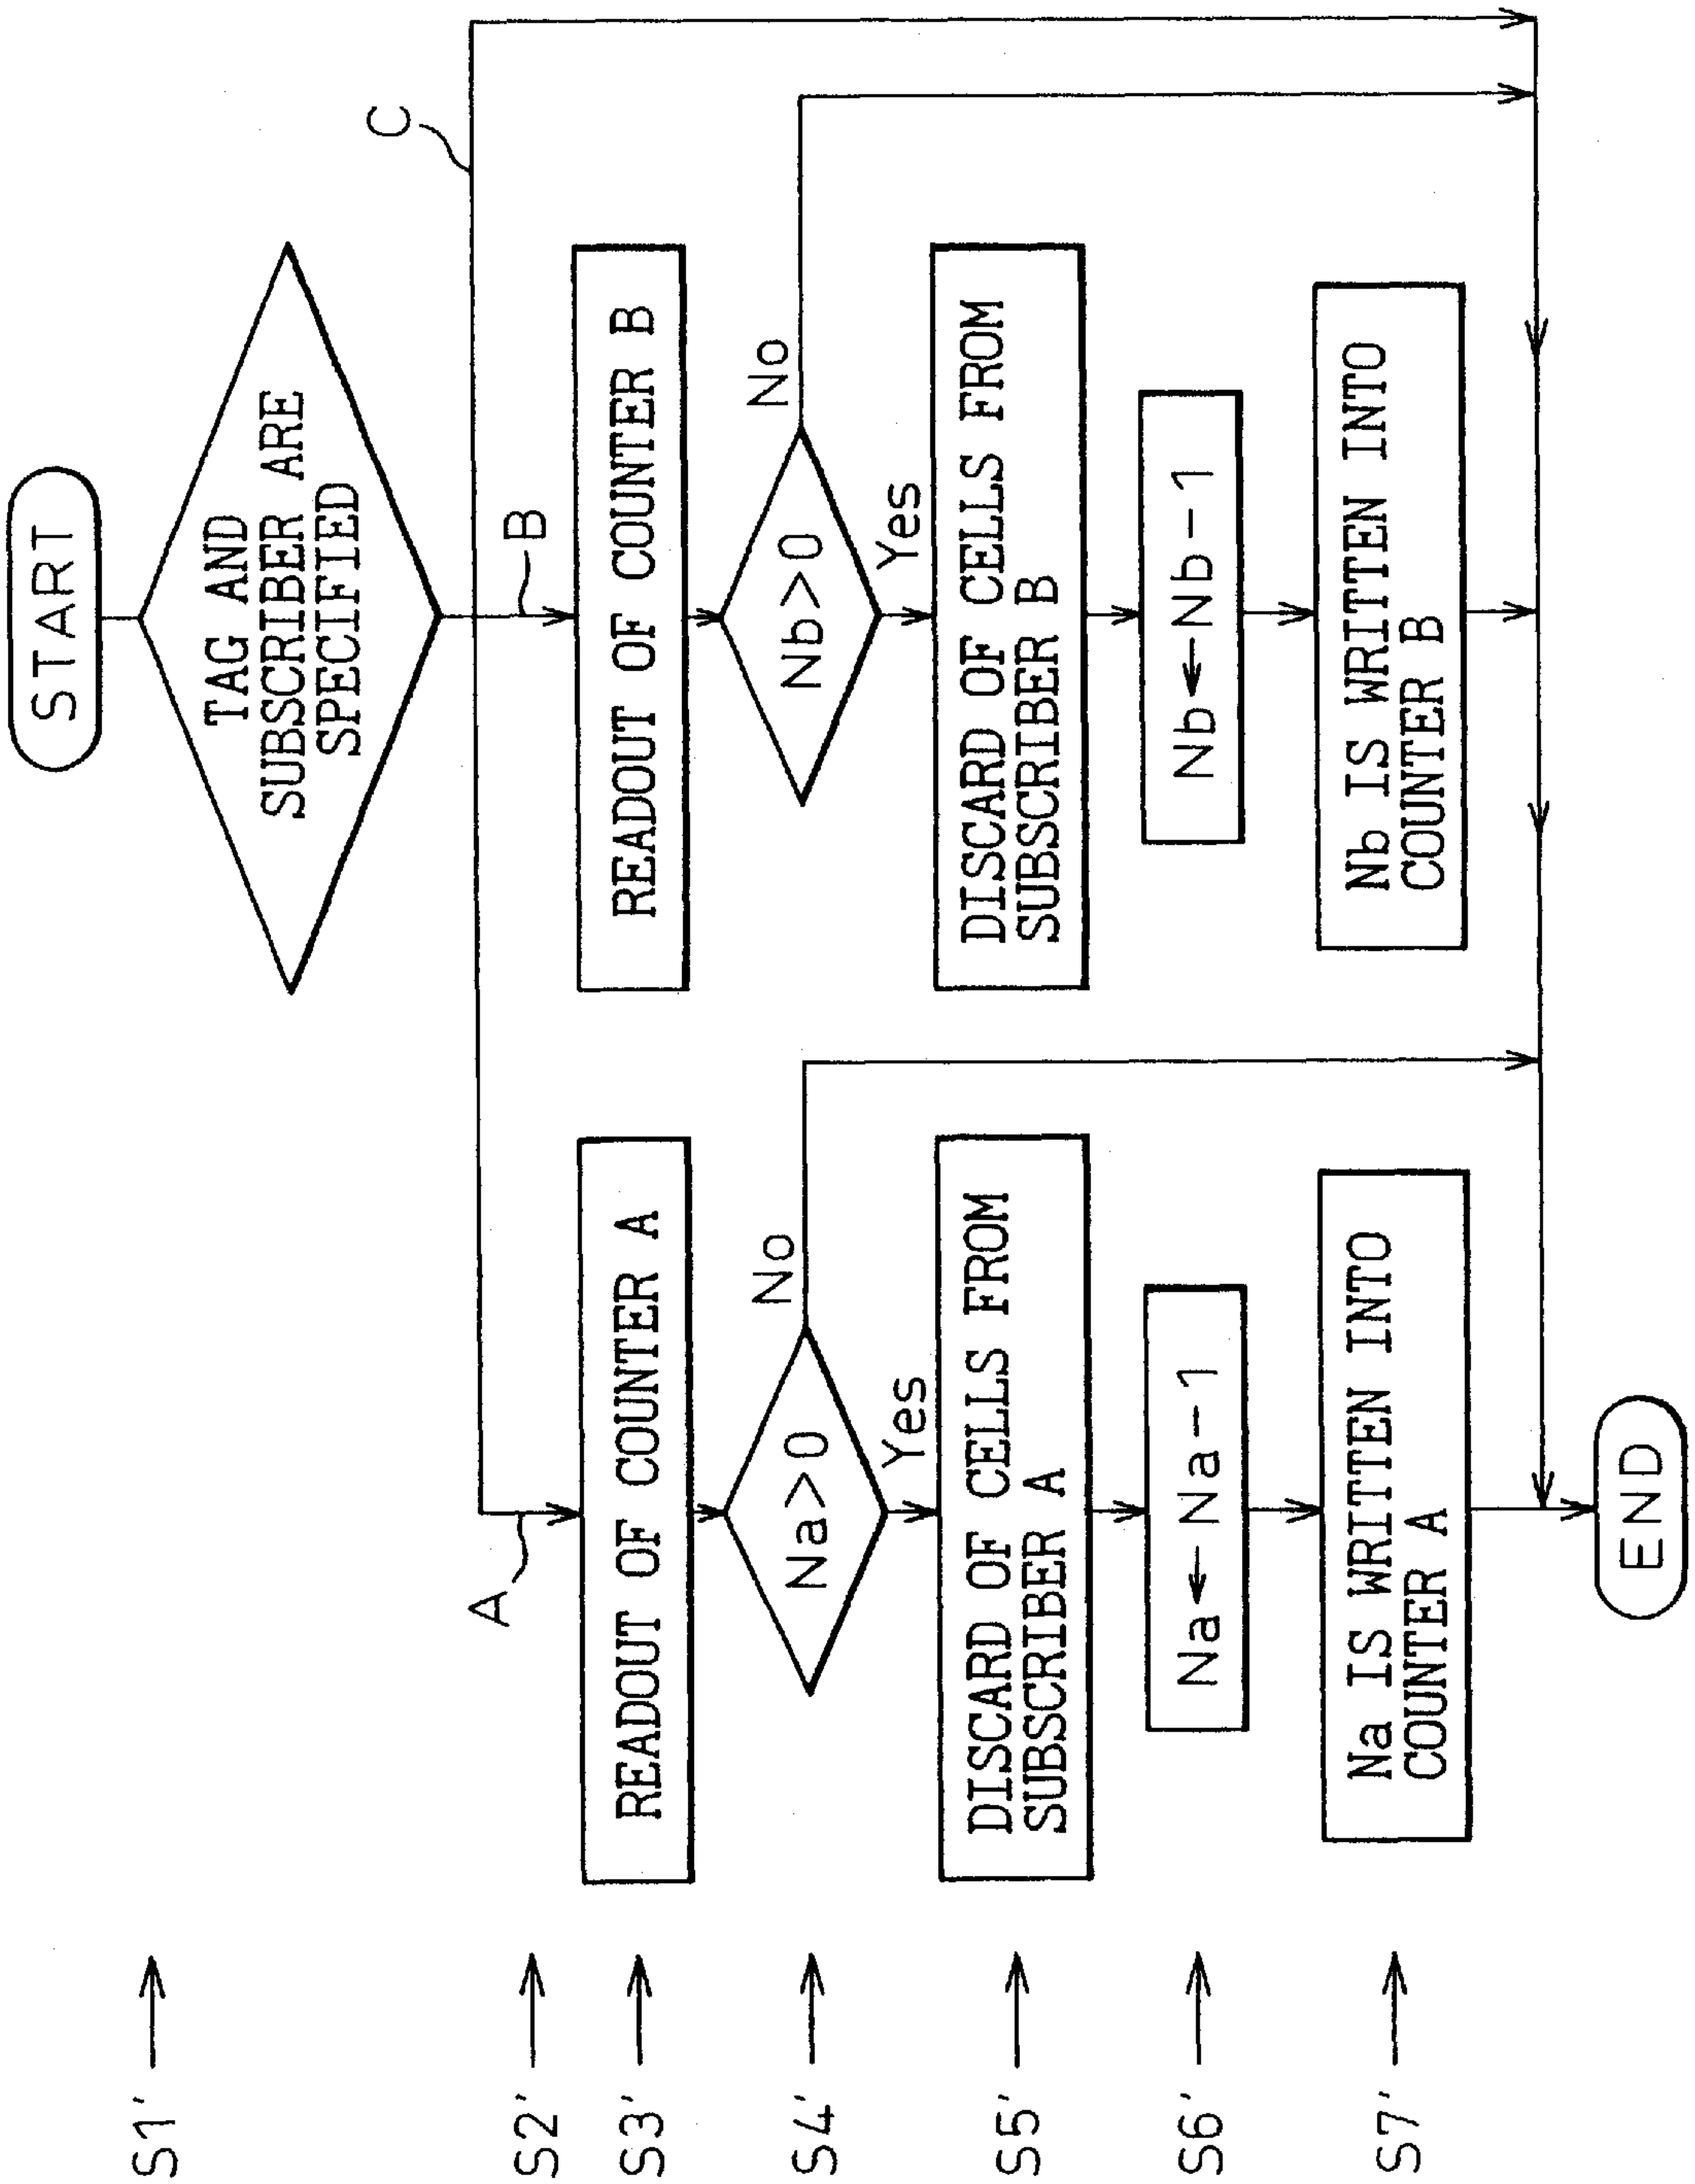 START
S1'
TAG AND
SUBSCRIBER ARE
SPECIFIED
C
S2'
A
B
S3'
READOUT OF COUNTER A
READOUT OF COUNTER B
S4'
Na>0
No
Yes
Nb>0
No
Yes
S5'
DISCARD OF CELLS FROM
SUBSCRIBER A
DISCARD OF CELLS FROM
SUBSCRIBER B
S6'
Na←Na-1
Nb←Nb-1
S7'
Na IS WRITTEN INTO
COUNTER A
Nb IS WRITTEN INTO
COUNTER B
END